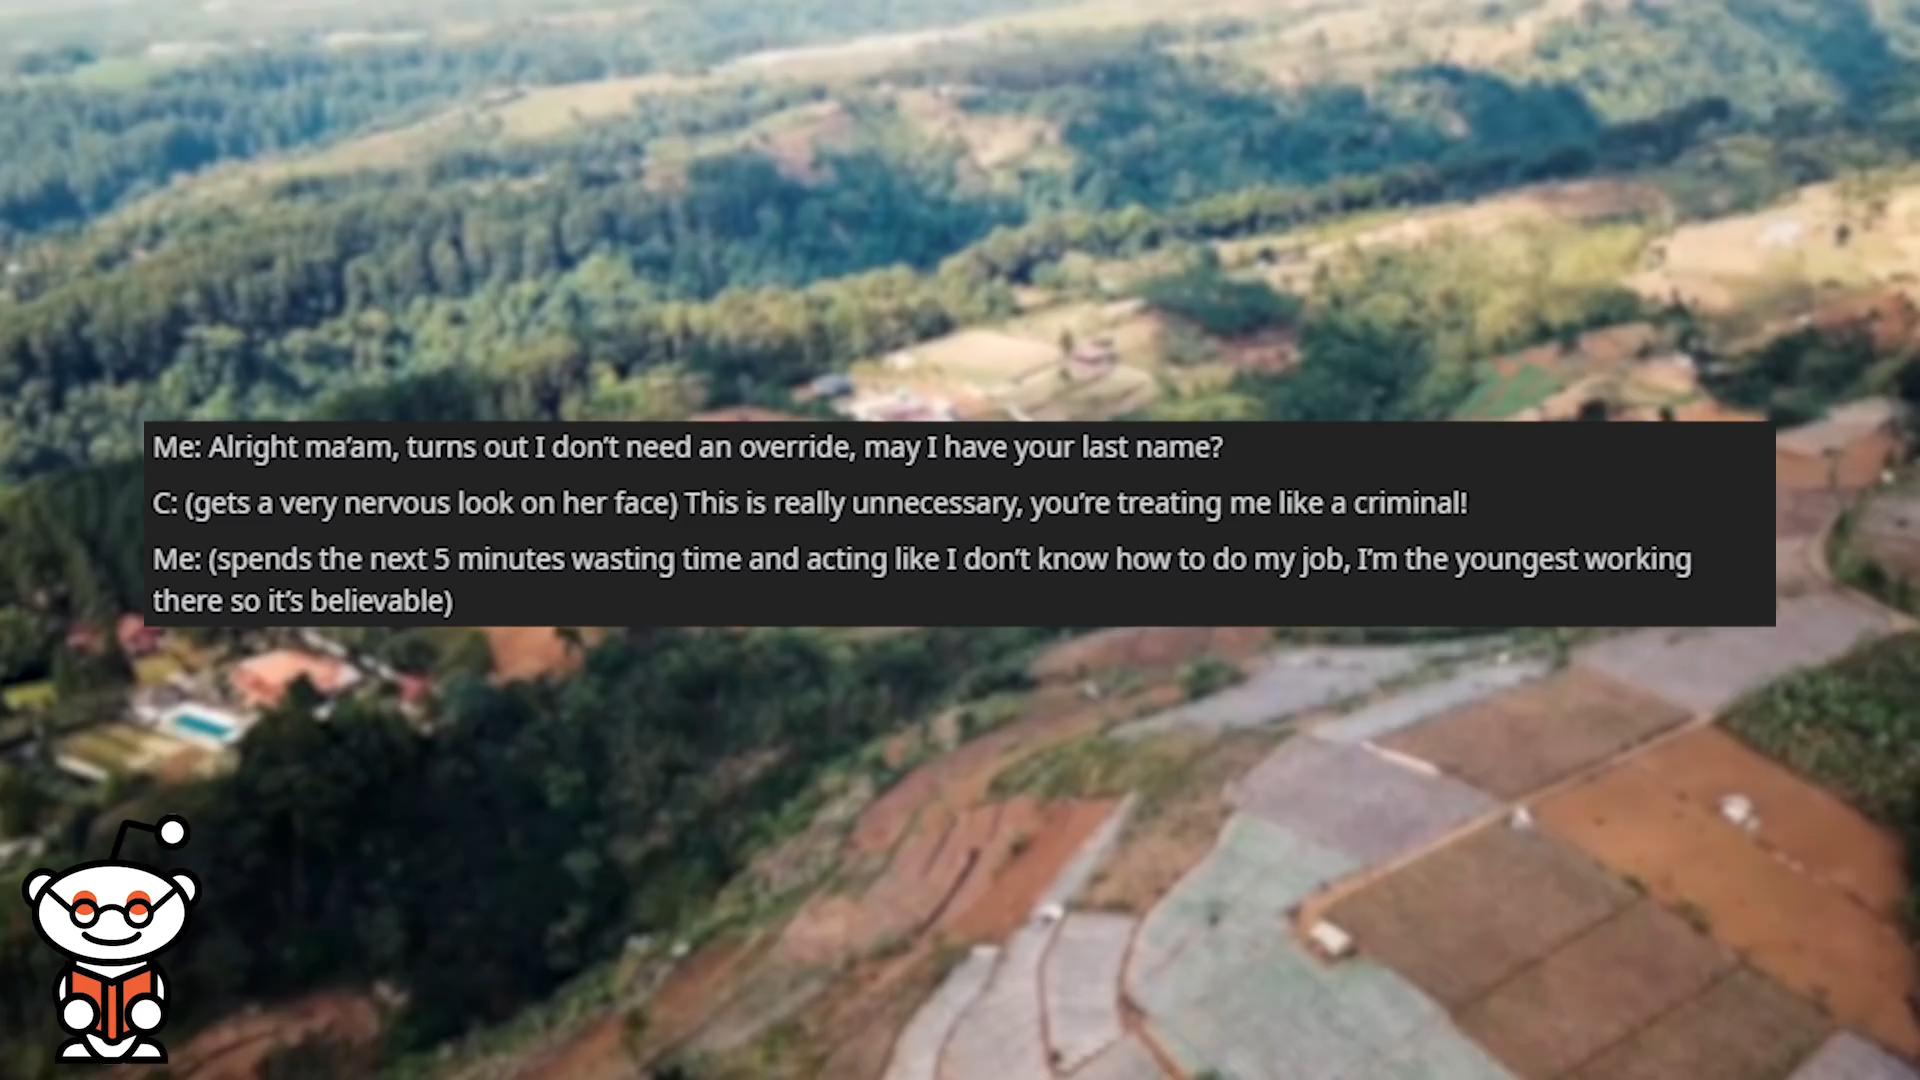 Me: Alright ma’am, turns out I don’t need an override, may I have your last name?
C: (gets a very nervous look on her face) This is really unnecessary, you’re treating me like a criminal!
Me: (spends the next 5 minutes wasting time and acting like I don’t know how to do my job, I’m the youngest working
there so it’s believable)